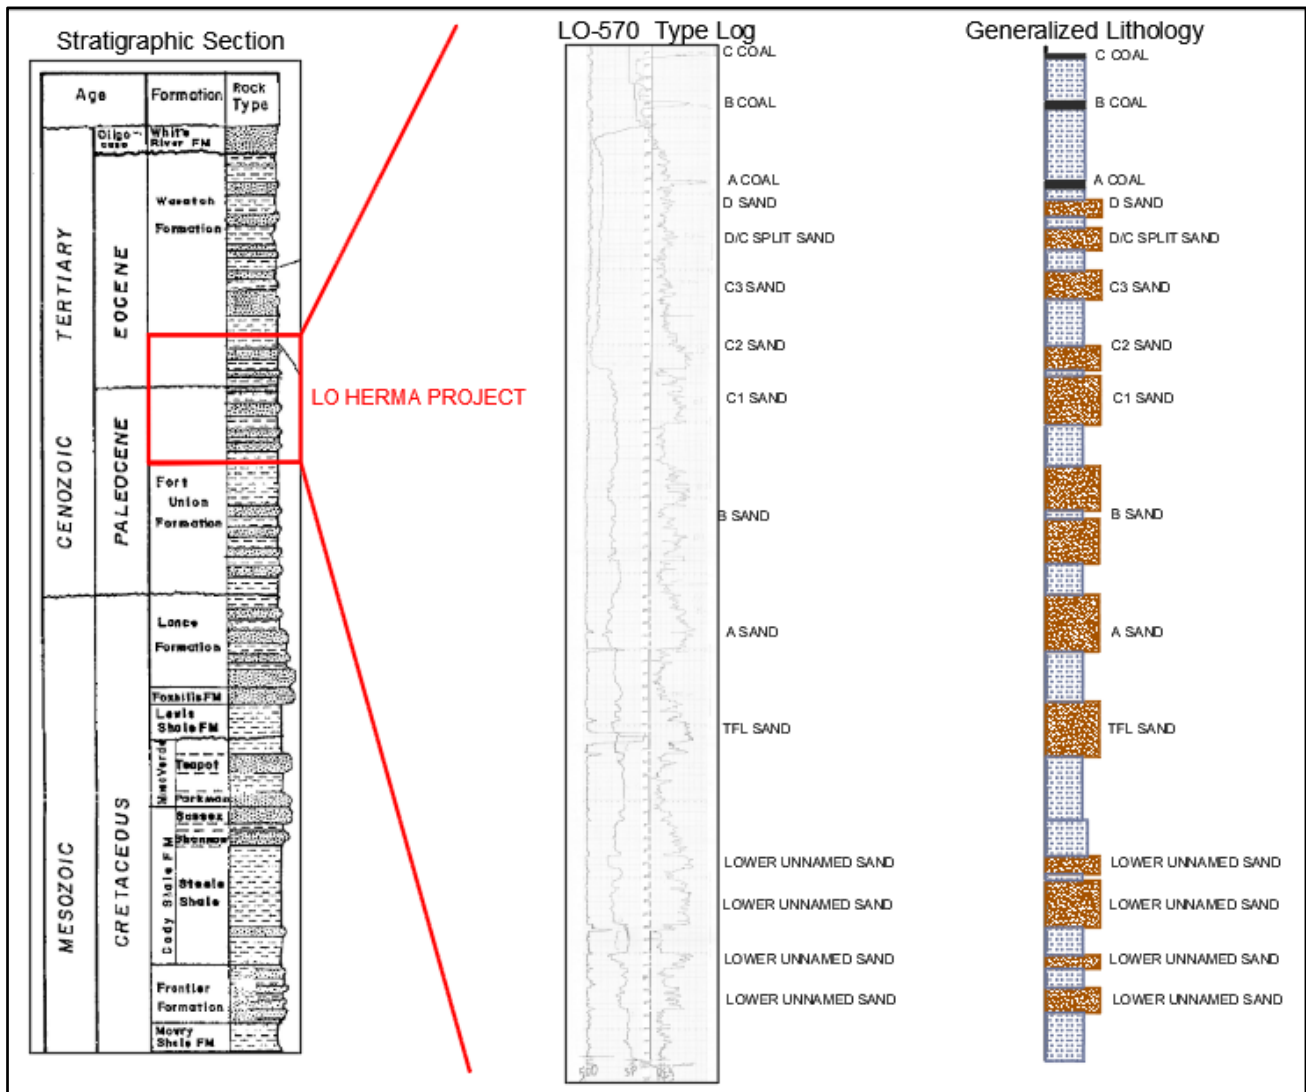 Stratigraphic Section
LO-570 Type Log
Generalized Lithology
Age
Formation
Rock
Type
TERTIARY
CENOZOIC
MESOZOIC
Oligo-
cene
EOCENE
PALEOCENE
CRETACEOUS
White
River FM
Wasatch
Formation
Fort
Union
Formation
Lance
Formation
Foxhills FM
Lewis
Shale FM
MesaVerde
Teapot
Parkman
Cody Shale FM
Sussex
Shannon
Steele
Shale
Frontier
Formation
Mowry
Shale FM
LO HERMA PROJECT
C COAL
B COAL
A COAL
D SAND
D/C SPLIT SAND
C3 SAND
C2 SAND
C1 SAND
B SAND
A SAND
TFL SAND
LOWER UNNAMED SAND
LOWER UNNAMED SAND
LOWER UNNAMED SAND
LOWER UNNAMED SAND
SP
RES
C COAL
B COAL
A COAL
D SAND
D/C SPLIT SAND
C3 SAND
C2 SAND
C1 SAND
B SAND
A SAND
TFL SAND
LOWER UNNAMED SAND
LOWER UNNAMED SAND
LOWER UNNAMED SAND
LOWER UNNAMED SAND